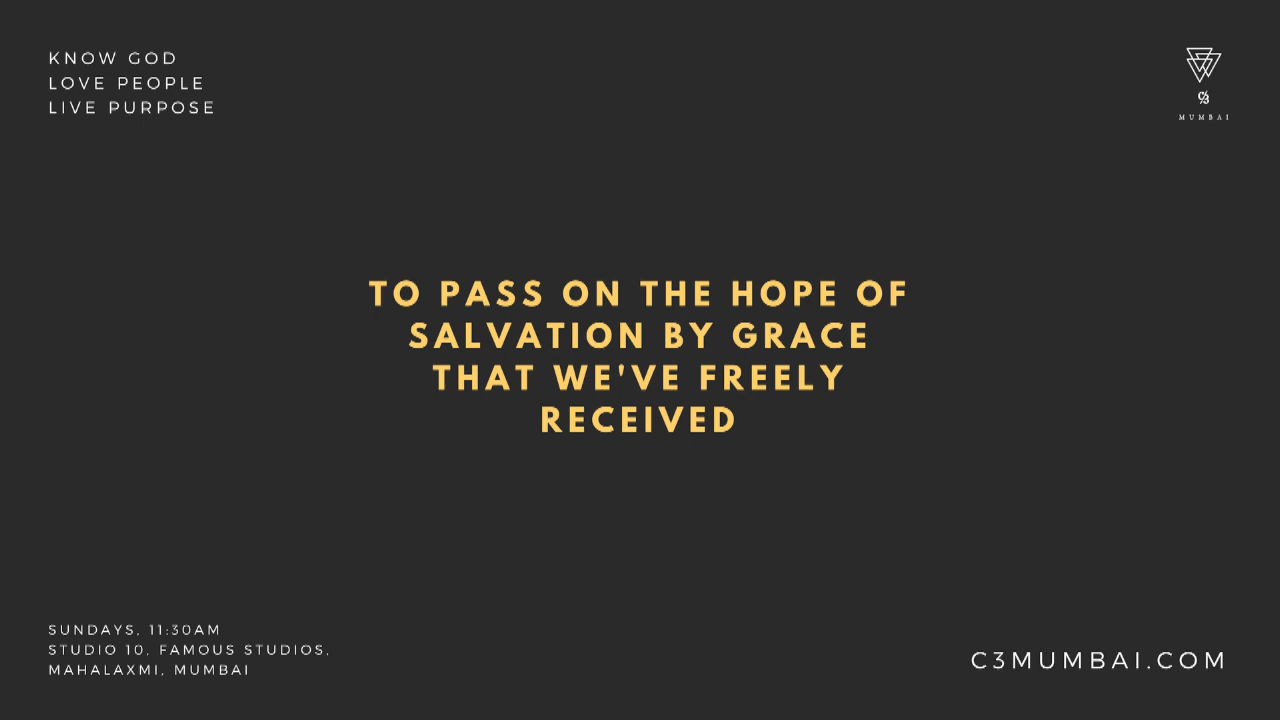 KNOW GOD
LOVE PEOPLE
LIVE PURPOSE
C3
MUMBAI
TO PASS ON THE HOPE OF
SALVATION BY GRACE
THAT WE'VE FREELY
RECEIVED
SUNDAYS, 11:30AM
STUDIO 10, FAMOUS STUDIOS,
MAHALAXMI, MUMBAI
C3MUMBAI.COM